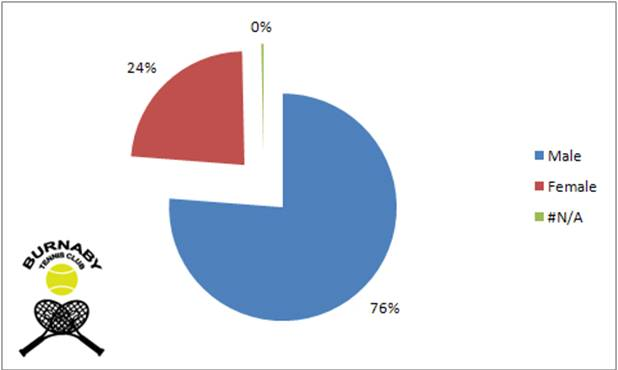 0%
24%
Male
Female
#N/A
76%
BURNABY
TENNIS CLUB